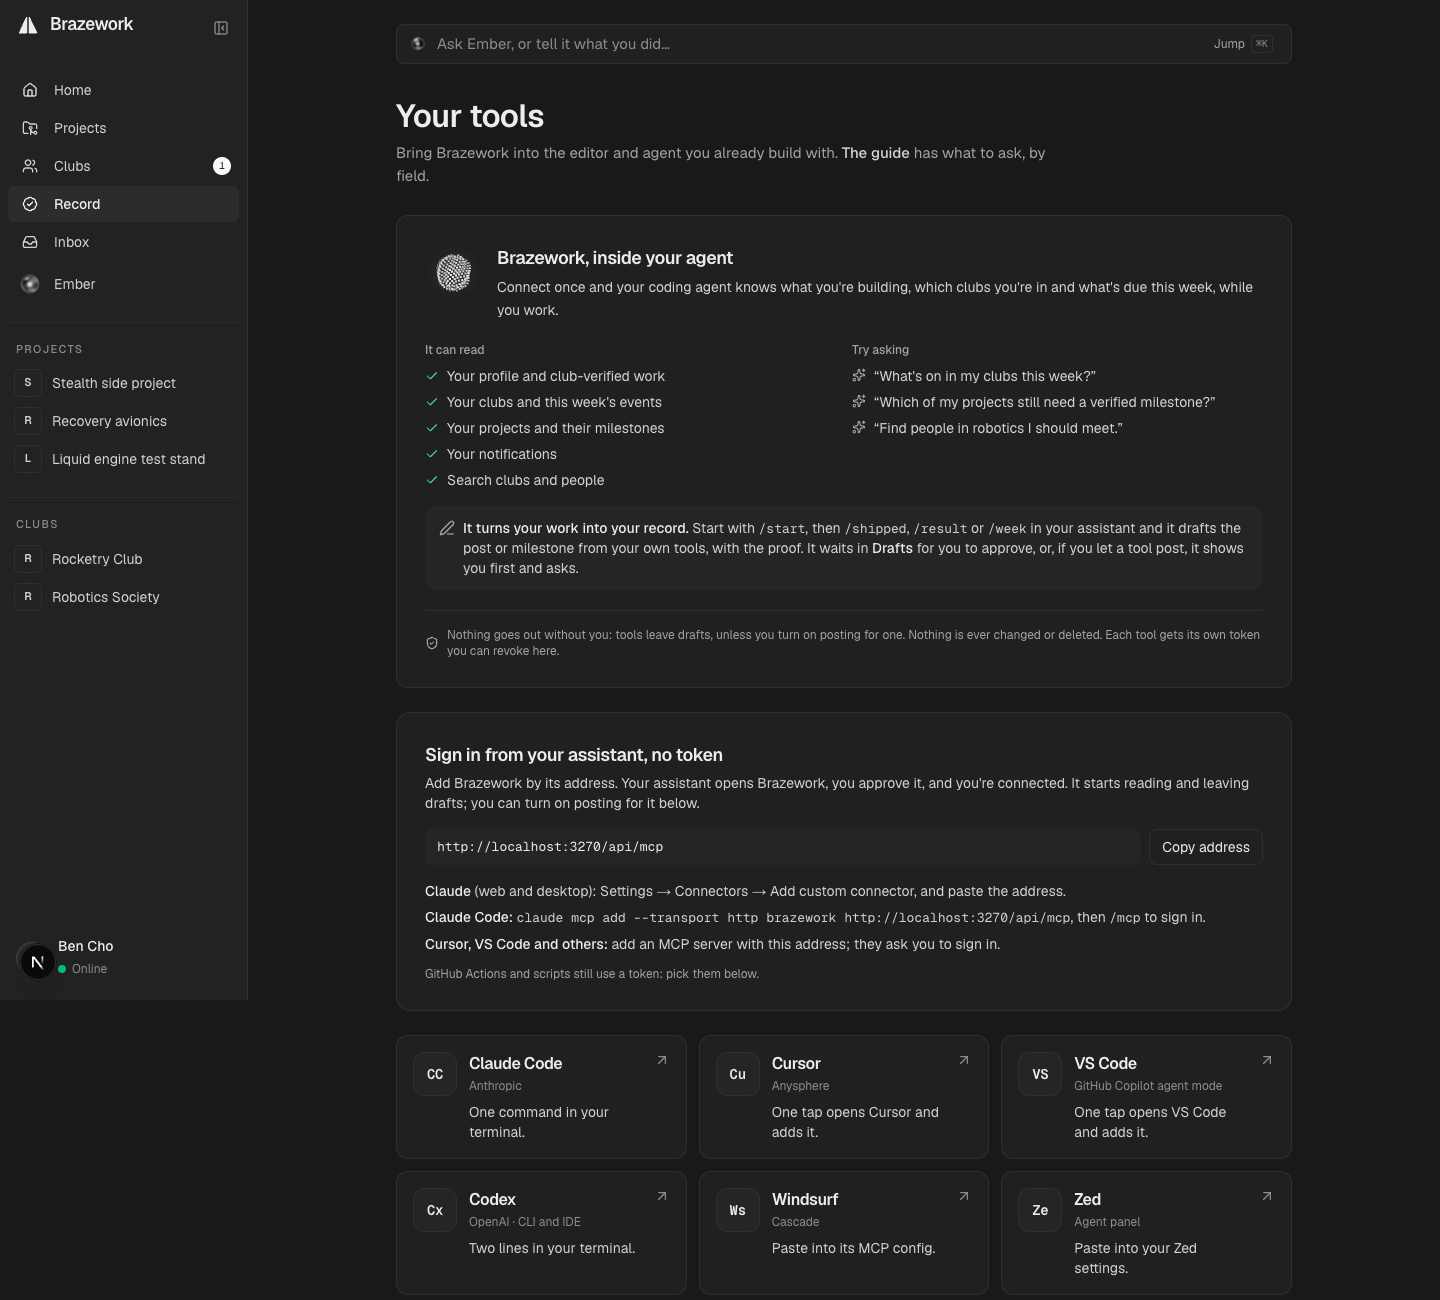 Brazework
Home
Projects
Clubs
1
Record
Inbox
Ember
PROJECTS
S
Stealth side project
R
Recovery avionics
L
Liquid engine test stand
CLUBS
R
Rocketry Club
R
Robotics Society
N
Ben Cho
Online
Ask Ember, or tell it what you did...
Jump
⌘K
Your tools
Bring Brazework into the editor and agent you already build with. The guide has what to ask, by
field.
Brazework, inside your agent
Connect once and your coding agent knows what you're building, which clubs you're in and what's due this week, while
you work.
It can read
Your profile and club-verified work
Your clubs and this week's events
Your projects and their milestones
Your notifications
Search clubs and people
Try asking
“What's on in my clubs this week?”
“Which of my projects still need a verified milestone?”
“Find people in robotics I should meet.”
It turns your work into your record. Start with /start, then /shipped, /result or /week in your assistant and it drafts the
post or milestone from your own tools, with the proof. It waits in Drafts for you to approve, or, if you let a tool post, it shows
you first and asks.
Nothing goes out without you: tools leave drafts, unless you turn on posting for one. Nothing is ever changed or deleted. Each tool gets its own token
you can revoke here.
Sign in from your assistant, no token
Add Brazework by its address. Your assistant opens Brazework, you approve it, and you're connected. It starts reading and leaving
drafts; you can turn on posting for it below.
http://localhost:3270/api/mcp
Copy address
Claude (web and desktop): Settings → Connectors → Add custom connector, and paste the address.
Claude Code: claude mcp add --transport http brazework http://localhost:3270/api/mcp, then /mcp to sign in.
Cursor, VS Code and others: add an MCP server with this address; they ask you to sign in.
GitHub Actions and scripts still use a token: pick them below.
CC
Claude Code
Anthropic
One command in your
terminal.
Cu
Cursor
Anysphere
One tap opens Cursor and
adds it.
VS
VS Code
GitHub Copilot agent mode
One tap opens VS Code
and adds it.
Cx
Codex
OpenAI · CLI and IDE
Two lines in your terminal.
Ws
Windsurf
Cascade
Paste into its MCP config.
Ze
Zed
Agent panel
Paste into your Zed
settings.